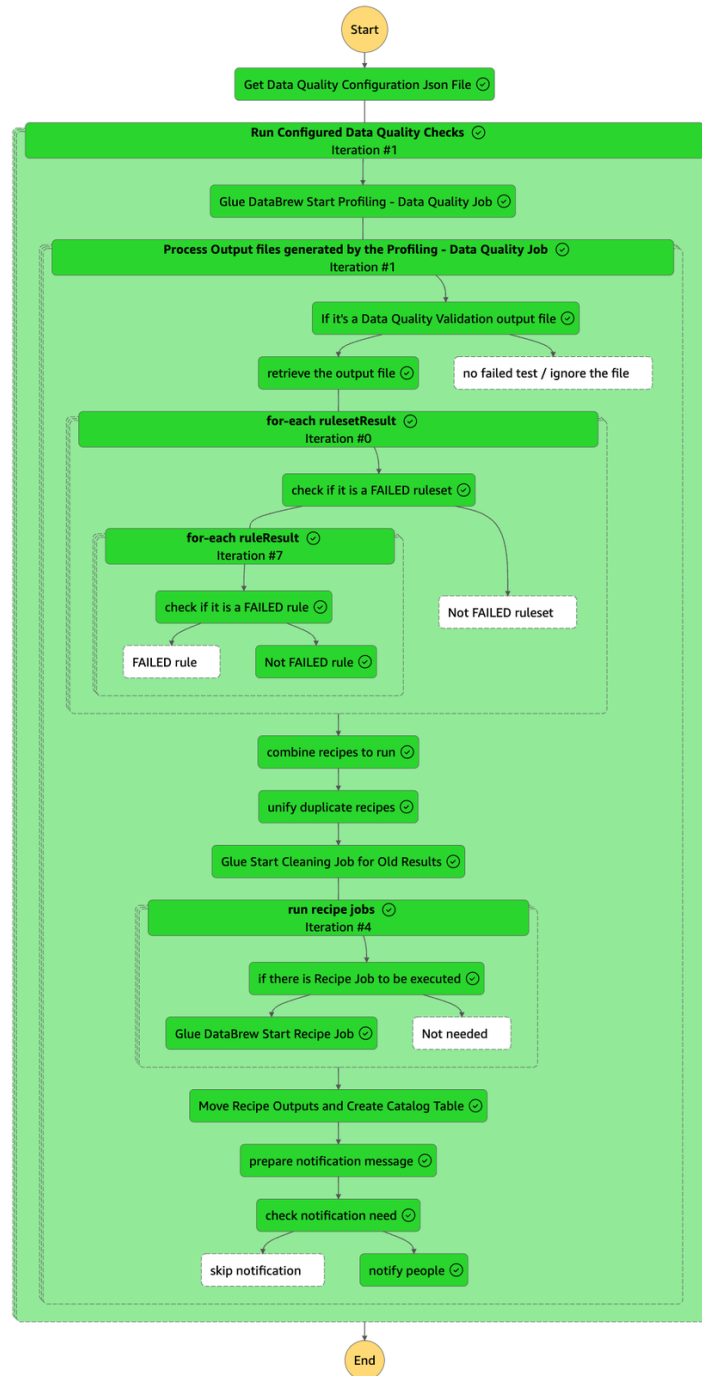 Start
Get Data Quality Configuration Json File
Run Configured Data Quality Checks
Iteration #1
Glue DataBrew Start Profiling - Data Quality Job
Process Output files generated by the Profiling - Data Quality Job
Iteration #1
If it's a Data Quality Validation output file
retrieve the output file
no failed test / ignore the file
for-each rulesetResult
Iteration #0
check if it is a FAILED ruleset
for-each ruleResult
Iteration #7
check if it is a FAILED rule
Not FAILED ruleset
FAILED rule
Not FAILED rule
combine recipes to run
unify duplicate recipes
Glue Start Cleaning Job for Old Results
run recipe jobs
Iteration #4
if there is Recipe Job to be executed
Glue DataBrew Start Recipe Job
Not needed
Move Recipe Outputs and Create Catalog Table
prepare notification message
check notification need
skip notification
notify people
End